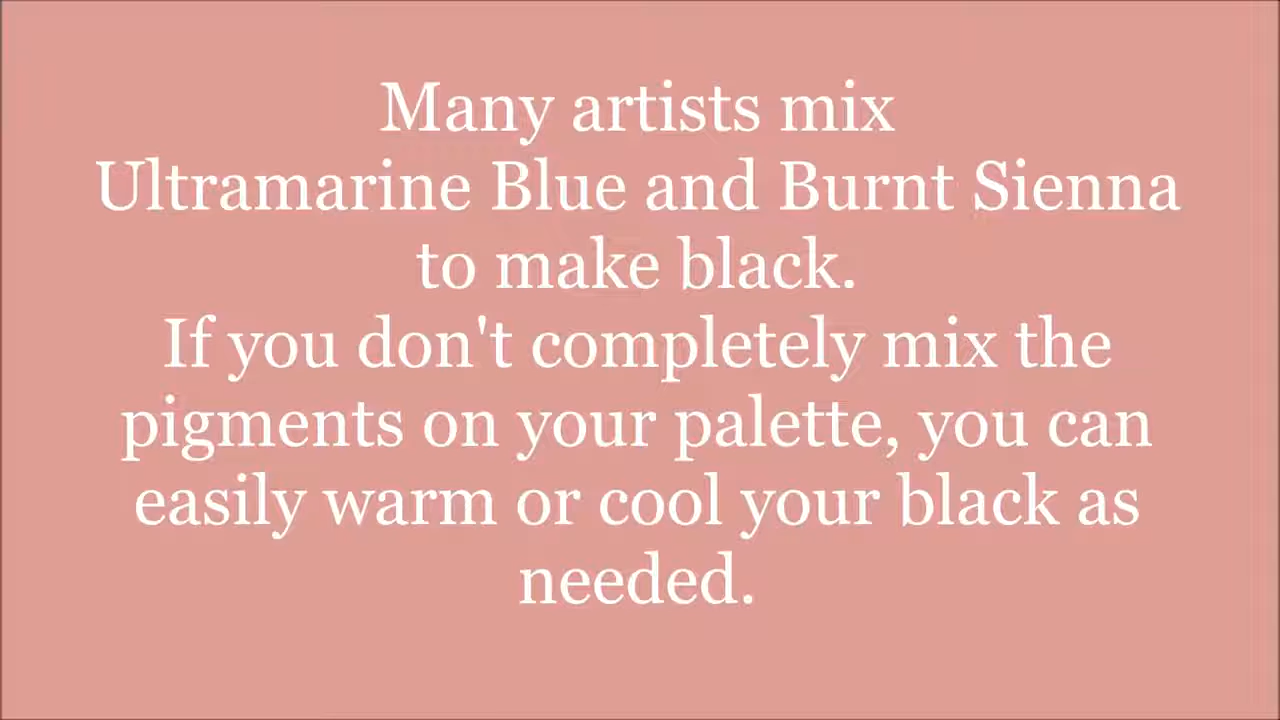 Many artists mix
Ultramarine Blue and Burnt Sienna
to make black.
If you don't completely mix the
pigments on your palette, you can
easily warm or cool your black as
needed.